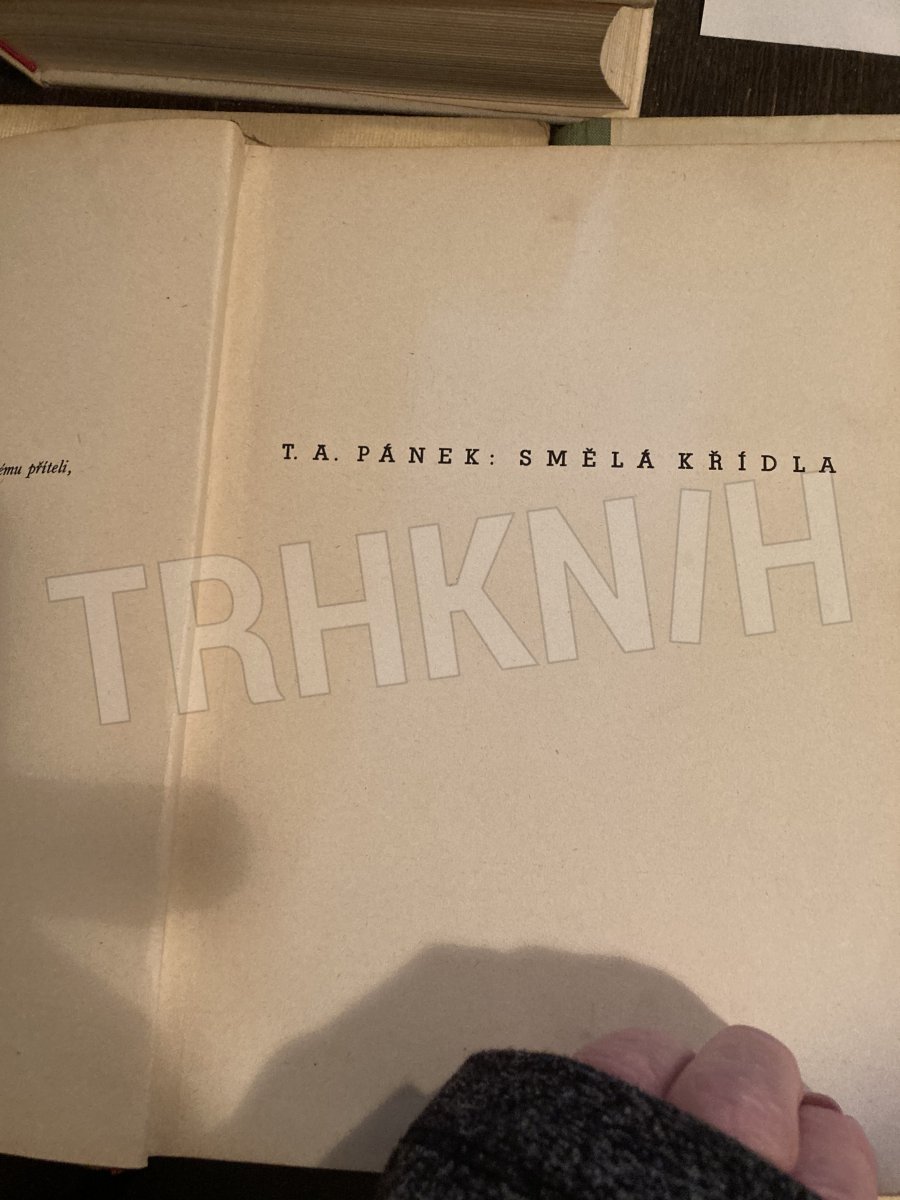 ému příteli,
T. A. PÁNEK: SMĚLÁ KŘÍDLA
TRHKNIH